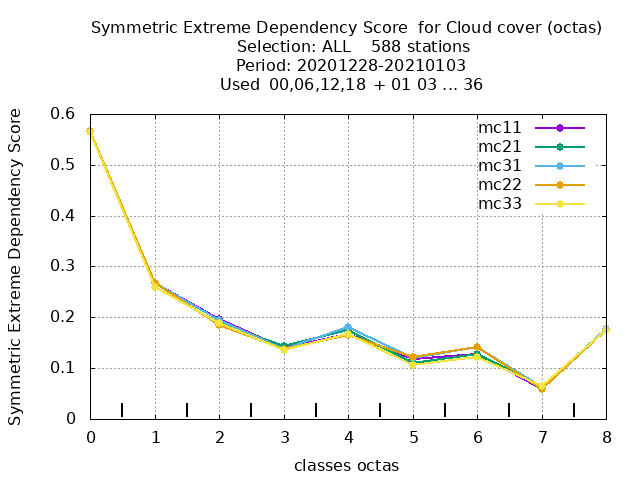 Symmetric Extreme Dependency Score  for Cloud cover (octas)
Selection: ALL    588 stations
Period: 20201228-20210103
Used  00,06,12,18  + 01 03 ... 36
Symmetric Extreme Dependency Score
0.6
0.5
0.4
0.3
0.2
0.1
0
mc11
mc21
mc31
mc22
mc33
0 1 2 3 4 5 6 7 8
classes octas